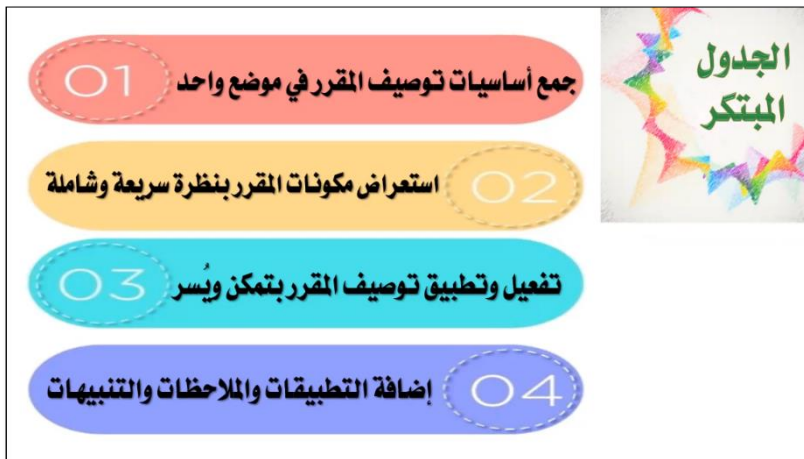 الجدول
المبتكر
01 جمع أساسيات توصيف المقرر في موضع واحد
02 استعراض مكونات المقرر بنظرة سريعة وشاملة
03 تفعيل وتطبيق توصيف المقرر بتمكن ويُسر
04 إضافة التطبيقات والملاحظات والتنبيهات